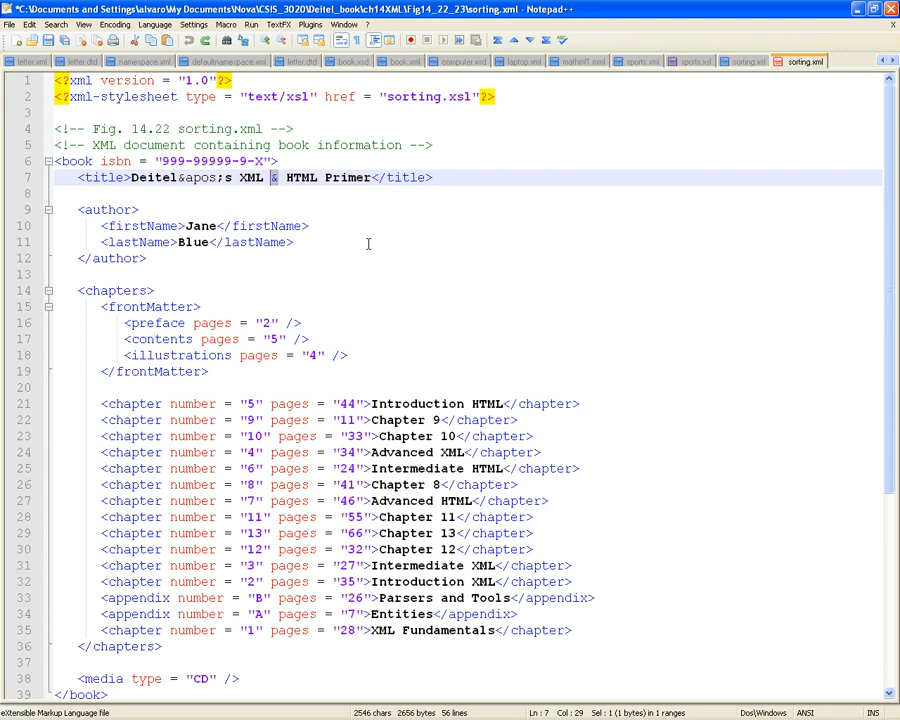 *C:\Documents and Settings\alvaro\My Documents\Nova\CSIS_3020\Deitel_book\ch14XML\Fig14_22_23\sorting.xml - Notepad++
File Edit Search View Encoding Language Settings Macro Run TextFX Plugins Window ? X
letter.xml letter.dtd namespace.xml defaultnamespace.xml letter.dtd book.xsd book.xml computer.xsd laptop.xml mathml1.mml sports.xml sports.xsl sorting.xsl sorting.xml
1 <?xml version = "1.0"?>
2 <?xml-stylesheet type = "text/xsl" href = "sorting.xsl"?>
3
4 <!-- Fig. 14.22 sorting.xml -->
5 <!-- XML document containing book information -->
6 <book isbn = "999-99999-9-X">
7 <title>Deitel&apos;s XML & HTML Primer</title>
8
9 <author>
10 <firstName>Jane</firstName>
11 <lastName>Blue</lastName>
12 </author>
13
14 <chapters>
15 <frontMatter>
16 <preface pages = "2" />
17 <contents pages = "5" />
18 <illustrations pages = "4" />
19 </frontMatter>
20
21 <chapter number = "5" pages = "44">Introduction HTML</chapter>
22 <chapter number = "9" pages = "11">Chapter 9</chapter>
23 <chapter number = "10" pages = "33">Chapter 10</chapter>
24 <chapter number = "4" pages = "34">Advanced XML</chapter>
25 <chapter number = "6" pages = "24">Intermediate HTML</chapter>
26 <chapter number = "8" pages = "41">Chapter 8</chapter>
27 <chapter number = "7" pages = "46">Advanced HTML</chapter>
28 <chapter number = "11" pages = "55">Chapter 11</chapter>
29 <chapter number = "13" pages = "66">Chapter 13</chapter>
30 <chapter number = "12" pages = "32">Chapter 12</chapter>
31 <chapter number = "3" pages = "27">Intermediate XML</chapter>
32 <chapter number = "2" pages = "35">Introduction XML</chapter>
33 <appendix number = "B" pages = "26">Parsers and Tools</appendix>
34 <appendix number = "A" pages = "7">Entities</appendix>
35 <chapter number = "1" pages = "28">XML Fundamentals</chapter>
36 </chapters>
37
38 <media type = "CD" />
39 </book>
eXtensible Markup Language file 2546 chars 2656 bytes 56 lines Ln : 7 Col : 29 Sel : 1 (1 bytes) in 1 ranges Dos\Windows ANSI INS